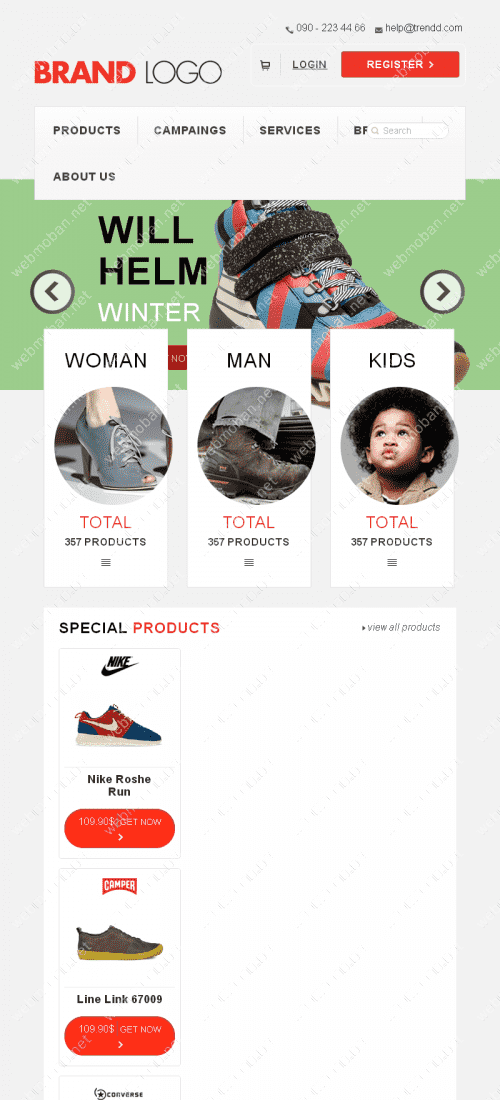 090 - 223 44 66 help@trendd.com
BRAND LOGO
LOGIN
REGISTER
PRODUCTS CAMPAINGS SERVICES Search
ABOUT US
WILL
HELM
WINTER
WOMAN MAN KIDS
TOTAL TOTAL TOTAL
357 PRODUCTS 357 PRODUCTS 357 PRODUCTS
SPECIAL PRODUCTS view all products
NIKE
Nike Roshe
Run
109.90$ GET NOW
CAMPER
Line Link 67009
109.90$ GET NOW
CONVERSE
webmoban.net